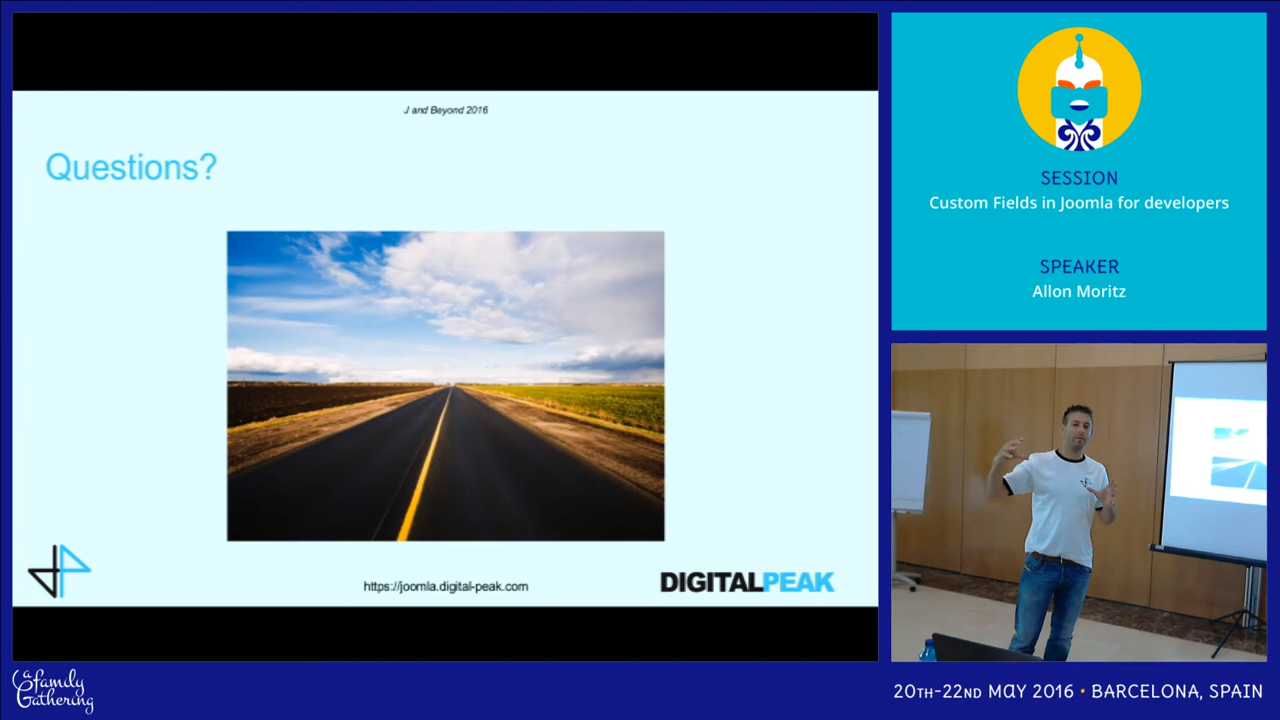 J and Beyond 2016
Questions?
https://joomla.digital-peak.com
DIGITALPEAK
SESSION
Custom Fields in Joomla for developers
SPEAKER
Allon Moritz
a family
Gathering
20TH-22ND MAY 2016 • BARCELONA, SPAIN